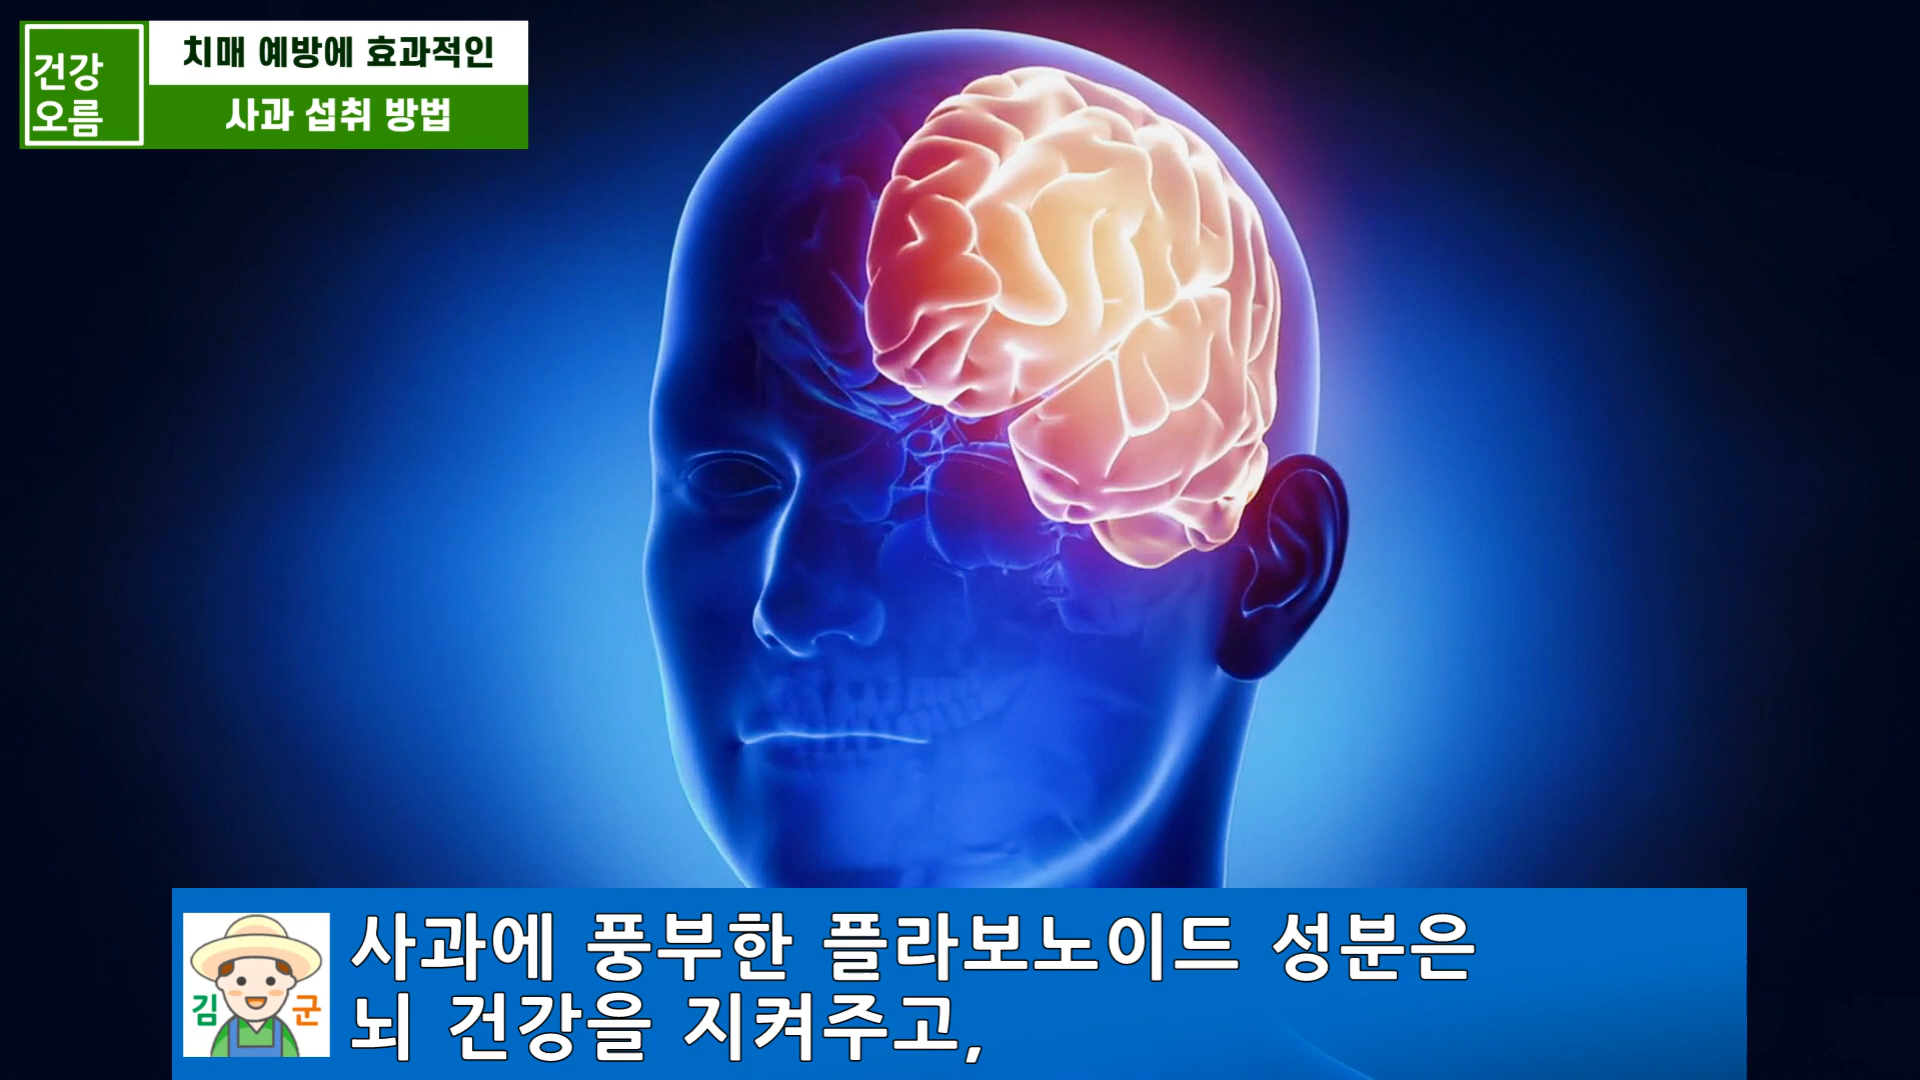 건강
오름
치매 예방에 효과적인
사과 섭취 방법
사과에 풍부한 플라보노이드 성분은
뇌 건강을 지켜주고,
김 군